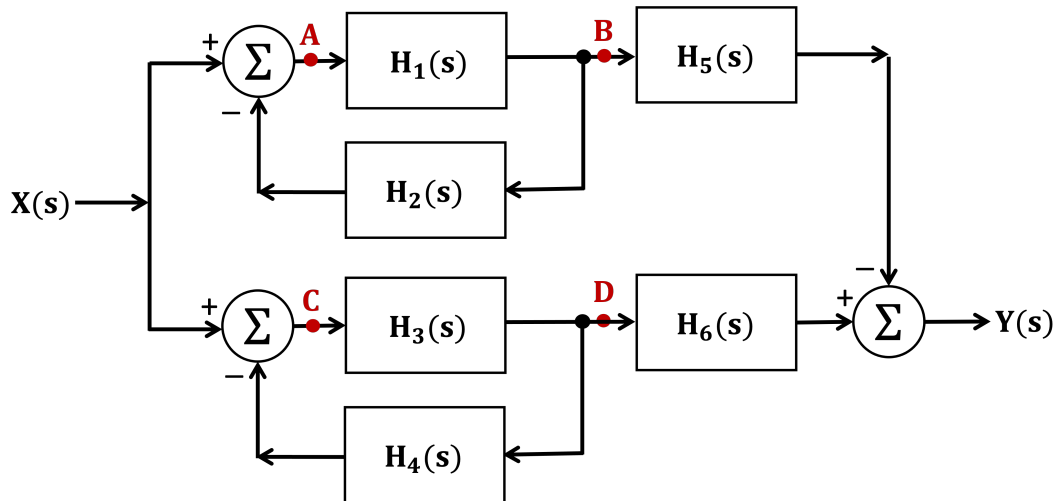 A
B
+
Σ
H₁(s)
H₅(s)
−
H₂(s)
X(s)
−
C
D
+
+
Σ
H₃(s)
H₆(s)
Σ
Y(s)
−
H₄(s)